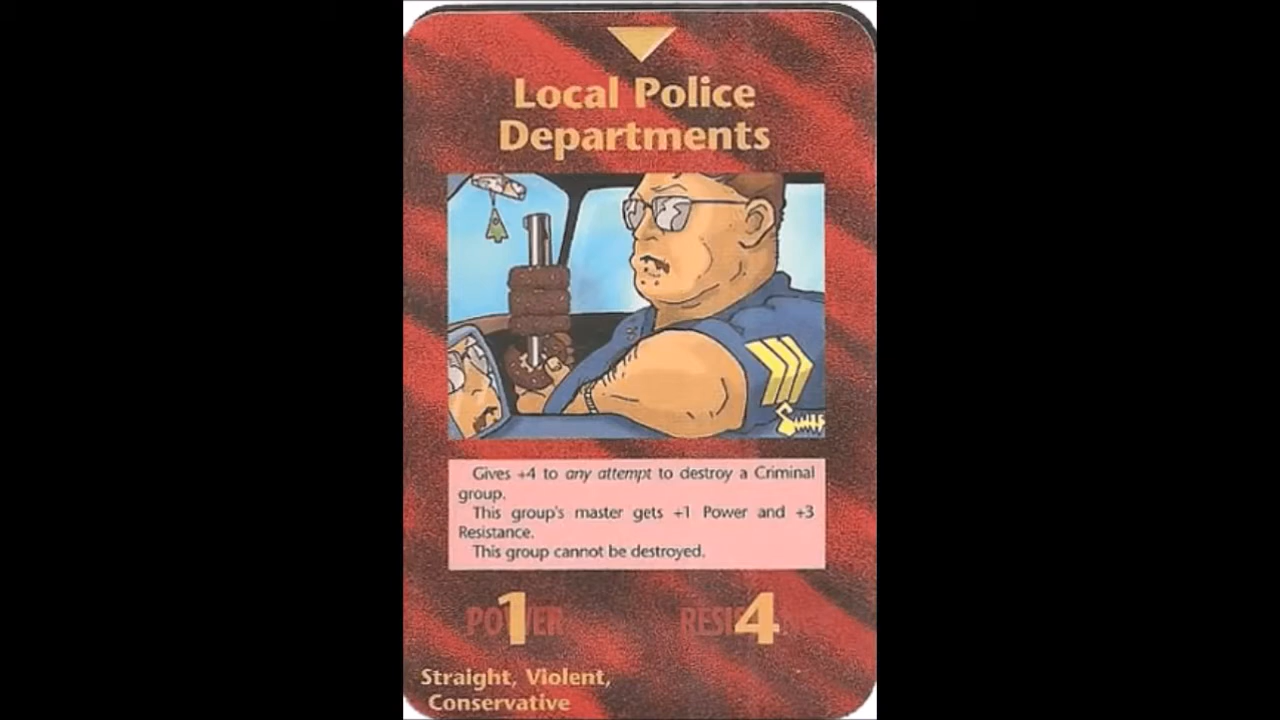 Local Police
Departments
Gives +4 to any attempt to destroy a Criminal
group.
This group's master gets +1 Power and +3
Resistance.
This group cannot be destroyed.
POWER 1
4
Straight, Violent,
Conservative